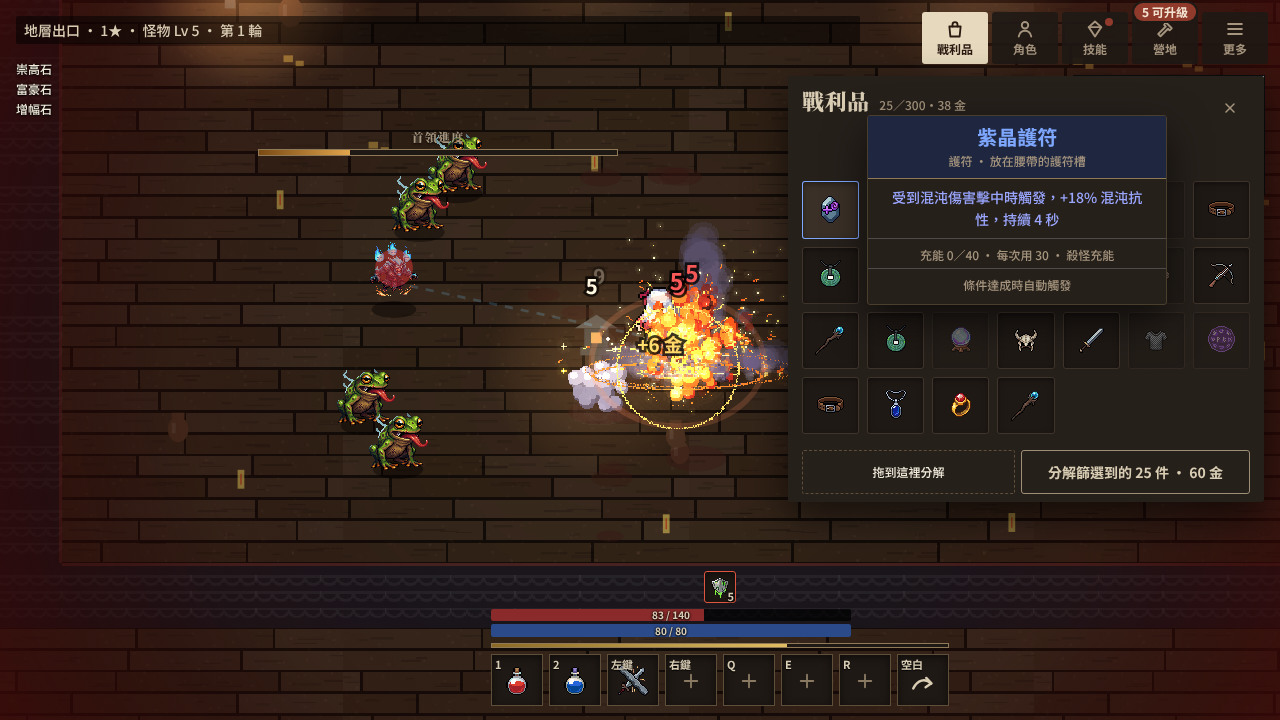 地層出口 • 1★ • 怪物 Lv 5 • 第 1 輪
崇高石
富豪石
增幅石
戰利品
角色
技能
5 可升級
營地
更多
首領進度
戰利品 25／300・38 金
×
紫晶護符
護符 • 放在腰帶的護符槽
受到混沌傷害擊中時觸發，+18% 混沌抗
性，持續 4 秒
充能 0／40 • 每次用 30 • 殺怪充能
條件達成時自動觸發
9
5
5
5
+6 金
拖到這裡分解
分解篩選到的 25 件 • 60 金
5
83 / 140
80 / 80
1
2
左鍵
右鍵
Q
E
R
空白